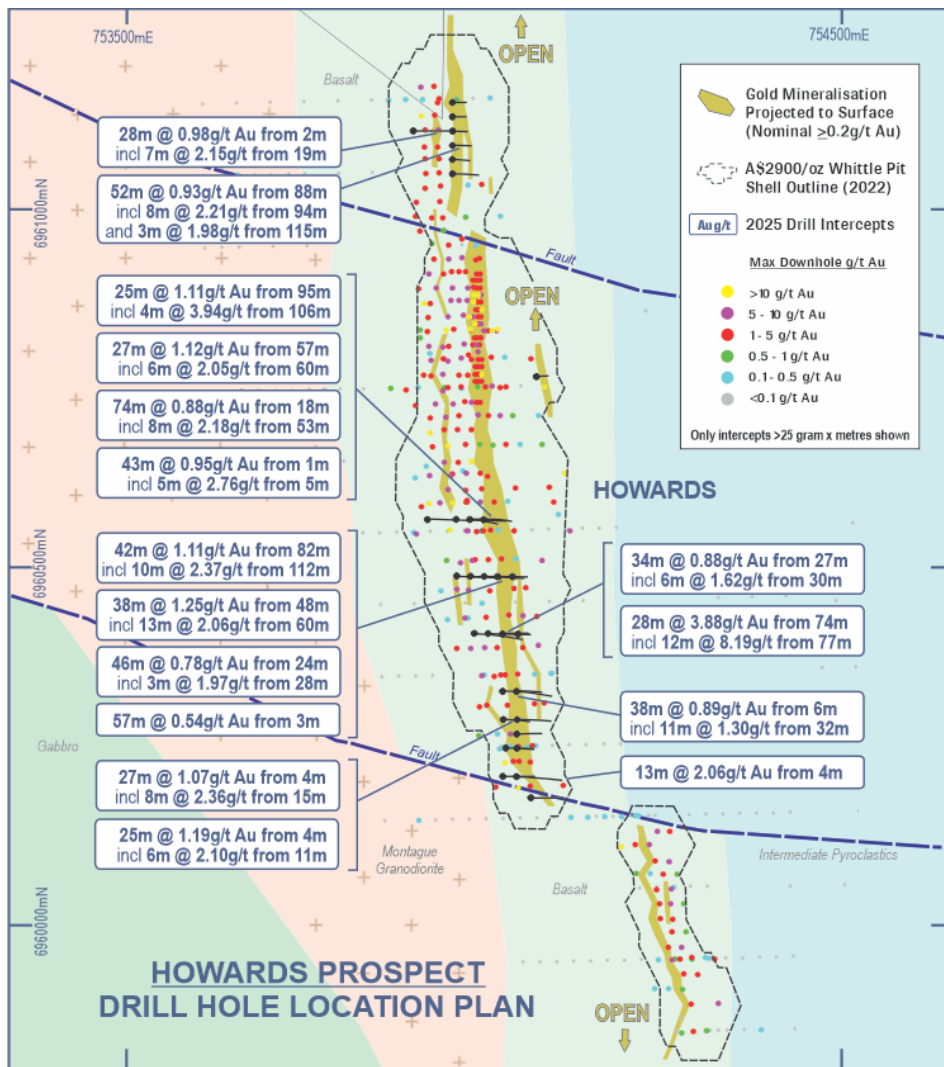 753500mE
754500mE
OPEN
Basalt
28m @ 0.98g/t Au from 2m
incl 7m @ 2.15g/t from 19m
52m @ 0.93g/t Au from 88m
incl 8m @ 2.21g/t from 94m
and 3m @ 1.98g/t from 115m
6961000mN
Fault
OPEN
Gold Mineralisation
Projected to Surface
(Nominal ≥0.2g/t Au)
A$2900/oz Whittle Pit
Shell Outline (2022)
Au g/t
2025 Drill Intercepts
Max Downhole g/t Au
>10 g/t Au
5 - 10 g/t Au
1- 5 g/t Au
0.5 - 1 g/t Au
0.1- 0.5 g/t Au
<0.1 g/t Au
Only intercepts >25 gram x metres shown
25m @ 1.11g/t Au from 95m
incl 4m @ 3.94g/t from 106m
27m @ 1.12g/t Au from 57m
incl 6m @ 2.05g/t from 60m
74m @ 0.88g/t Au from 18m
incl 8m @ 2.18g/t from 53m
43m @ 0.95g/t Au from 1m
incl 5m @ 2.76g/t from 5m
HOWARDS
6960500mN
42m @ 1.11g/t Au from 82m
incl 10m @ 2.37g/t from 112m
38m @ 1.25g/t Au from 48m
incl 13m @ 2.06g/t from 60m
46m @ 0.78g/t Au from 24m
incl 3m @ 1.97g/t from 28m
57m @ 0.54g/t Au from 3m
34m @ 0.88g/t Au from 27m
incl 6m @ 1.62g/t from 30m
28m @ 3.88g/t Au from 74m
incl 12m @ 8.19g/t from 77m
38m @ 0.89g/t Au from 6m
incl 11m @ 1.30g/t from 32m
13m @ 2.06g/t Au from 4m
Gabbro
Fault
27m @ 1.07g/t Au from 4m
incl 8m @ 2.36g/t from 15m
25m @ 1.19g/t Au from 4m
incl 6m @ 2.10g/t from 11m
Montague
Granodiorite
Basalt
Intermediate Pyroclastics
6960000mN
HOWARDS PROSPECT
DRILL HOLE LOCATION PLAN
OPEN